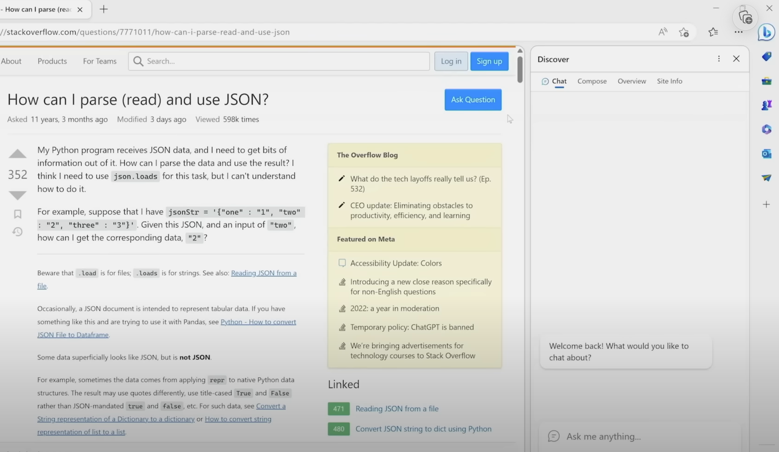 - How can I parse (rea
//stackoverflow.com/questions/7771011/how-can-i-parse-read-and-use-json
About Products For Teams Search... Log in Sign up
How can I parse (read) and use JSON?
Ask Question
Asked 11 years, 3 months ago Modified 3 days ago Viewed 598k times
352
My Python program receives JSON data, and I need to get bits of
information out of it. How can I parse the data and use the result? I
think I need to use json.loads for this task, but I can't understand
how to do it.
For example, suppose that I have jsonStr = '{"one" : "1", "two"
: "2", "three" : "3"}'. Given this JSON, and an input of "two",
how can I get the corresponding data, "2"?
Beware that .load is for files; .loads is for strings. See also: Reading JSON from a
file.
Occasionally, a JSON document is intended to represent tabular data. If you have
something like this and are trying to use it with Pandas, see Python - How to convert
JSON File to Dataframe.
Some data superficially looks like JSON, but is not JSON.
For example, sometimes the data comes from applying repr to native Python data
structures. The result may use quotes differently, use title-cased True and False
rather than JSON-mandated true and false, etc. For such data, see Convert a
String representation of a Dictionary to a dictionary or How to convert string
representation of list to a list.
The Overflow Blog
What do the tech layoffs really tell us? (Ep.
532)
CEO update: Eliminating obstacles to
productivity, efficiency, and learning
Featured on Meta
Accessibility Update: Colors
Introducing a new close reason specifically
for non-English questions
2022: a year in moderation
Temporary policy: ChatGPT is banned
We're bringing advertisements for
technology courses to Stack Overflow
Linked
471 Reading JSON from a file
480 Convert JSON string to dict using Python
Discover
Chat Compose Overview Site Info
Welcome back! What would you like to
chat about?
Ask me anything...